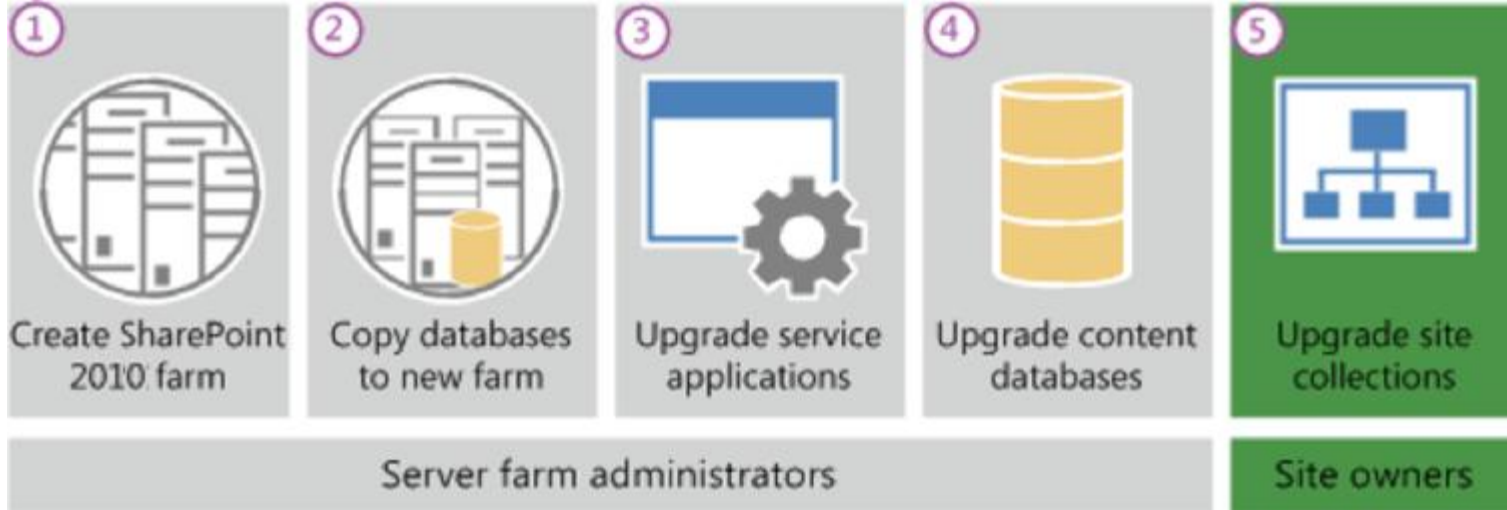 1
Create SharePoint
2010 farm
2
Copy databases
to new farm
3
Upgrade service
applications
4
Upgrade content
databases
5
Upgrade site
collections
Server farm administrators
Site owners